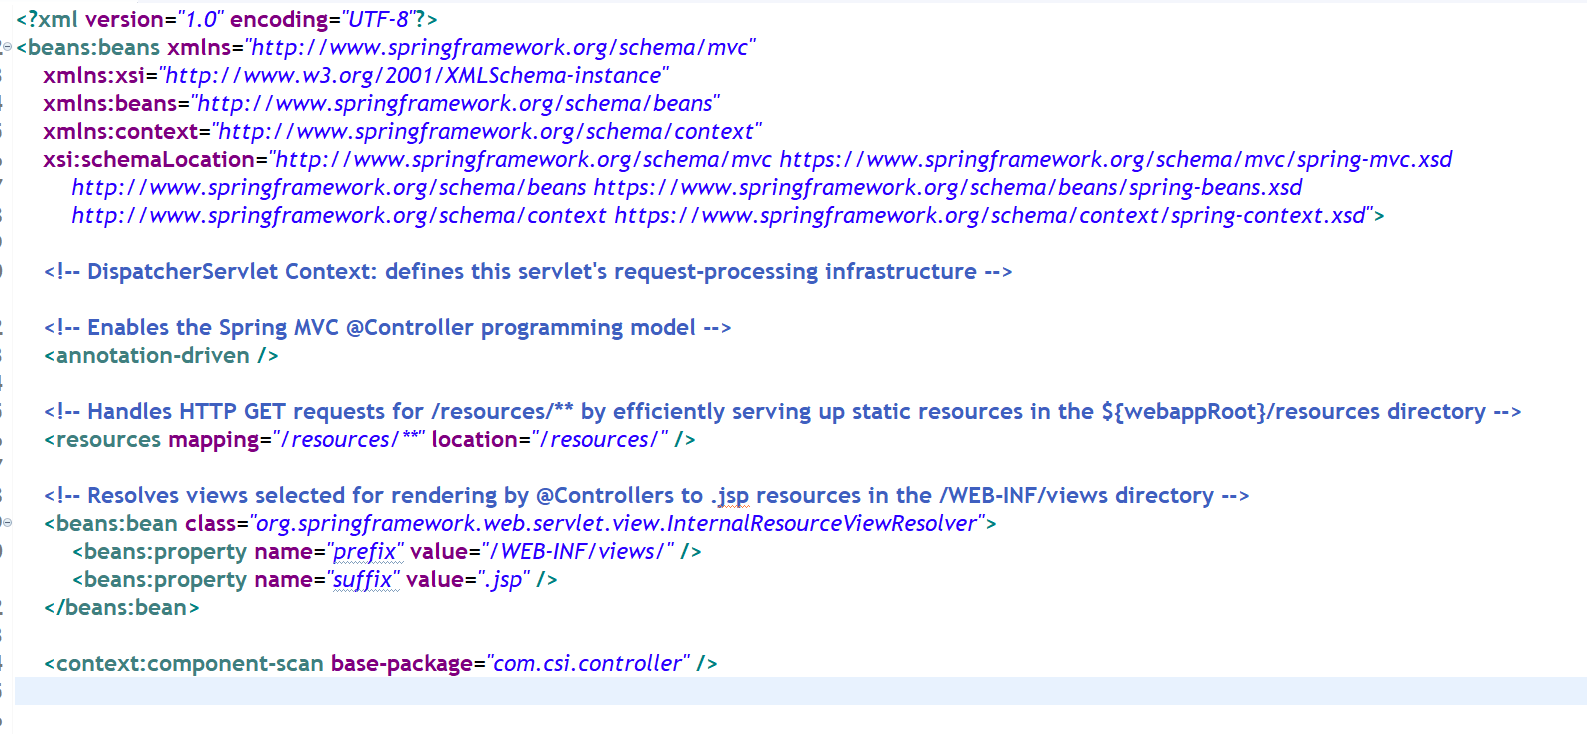 <?xml version="1.0" encoding="UTF-8"?>
<beans:beans xmlns="http://www.springframework.org/schema/mvc"
xmlns:xsi="http://www.w3.org/2001/XMLSchema-instance"
xmlns:beans="http://www.springframework.org/schema/beans"
xmlns:context="http://www.springframework.org/schema/context"
xsi:schemaLocation="http://www.springframework.org/schema/mvc https://www.springframework.org/schema/mvc/spring-mvc.xsd
http://www.springframework.org/schema/beans https://www.springframework.org/schema/beans/spring-beans.xsd
http://www.springframework.org/schema/context https://www.springframework.org/schema/context/spring-context.xsd">
<!-- DispatcherServlet Context: defines this servlet's request-processing infrastructure -->
<!-- Enables the Spring MVC @Controller programming model -->
<annotation-driven />
<!-- Handles HTTP GET requests for /resources/** by efficiently serving up static resources in the ${webappRoot}/resources directory -->
<resources mapping="/resources/**" location="/resources/" />
<!-- Resolves views selected for rendering by @Controllers to .jsp resources in the /WEB-INF/views directory -->
<beans:bean class="org.springframework.web.servlet.view.InternalResourceViewResolver">
<beans:property name="prefix" value="/WEB-INF/views/" />
<beans:property name="suffix" value=".jsp" />
</beans:bean>
<context:component-scan base-package="com.csi.controller" />